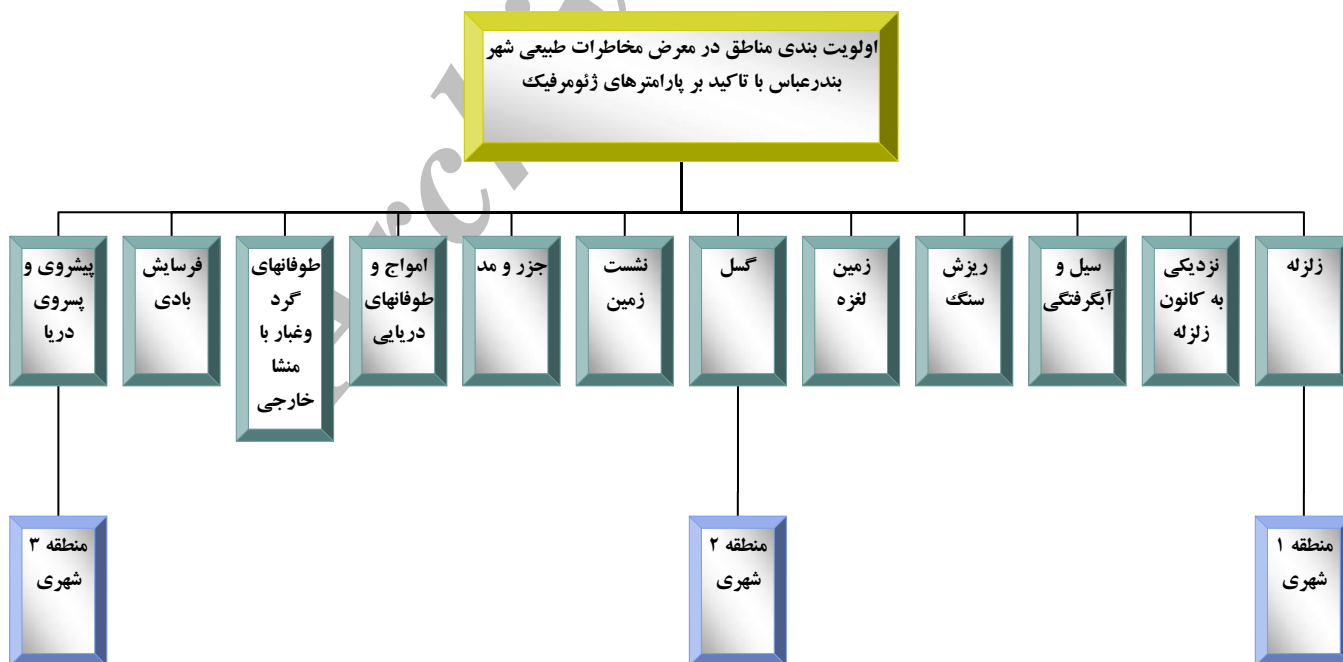 اولویت بندی مناطق در معرض مخاطرات طبیعی شهر
بندرعباس با تاکید بر پارامترهای ژئومرفیک
زلزله
نزدیکی
به کانون
زلزله
سیل و
آبگرفتگی
ریزش
سنگ
زمین
لغزه
گسل
نشست
زمین
جزر و مد
امواج و
طوفانهای
دریایی
طوفانهای
گرد
وغبار با
منشا
خارجی
فرسایش
بادی
پیشروی و
پسروی
دریا
منطقه ۱
شهری
منطقه ۲
شهری
منطقه ۳
شهری